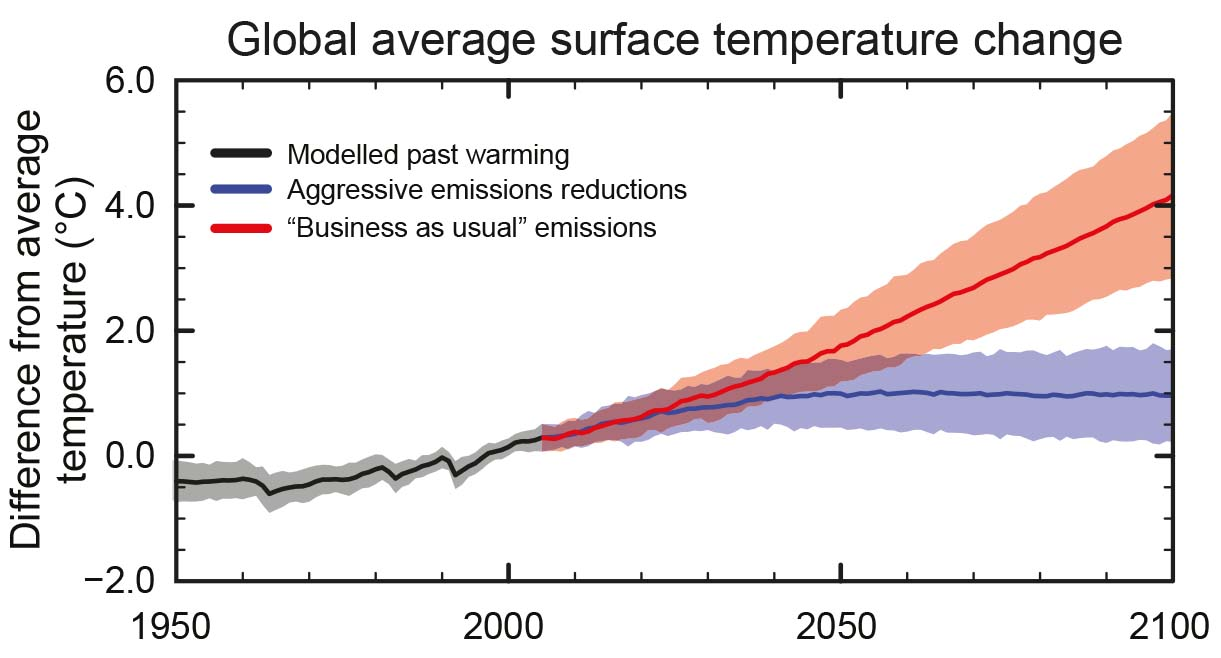 Global average surface temperature change
Difference from average
temperature (°C)
6.0
4.0
2.0
0.0
−2.0
Modelled past warming
Aggressive emissions reductions
“Business as usual” emissions
1950
2000
2050
2100